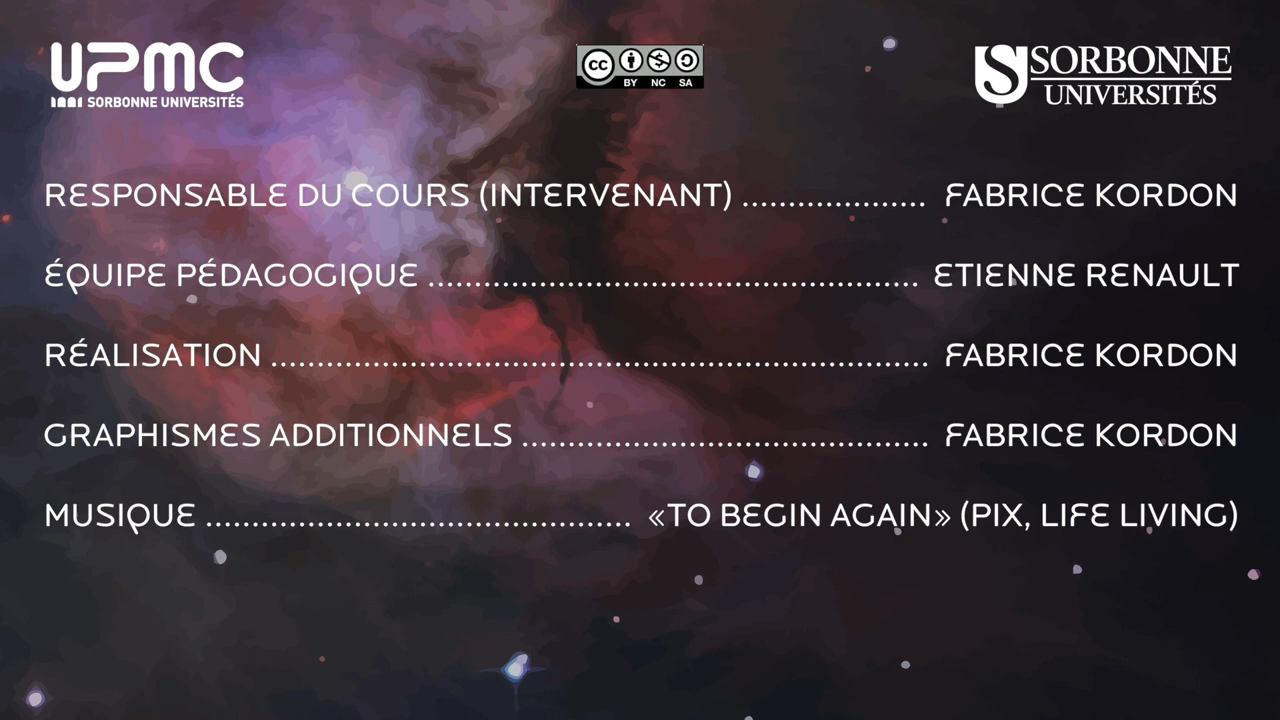 UPMC
SORBONNE UNIVERSITÉS
CC BY NC SA
SORBONNE
UNIVERSITÉS
RESPONSABLE DU COURS (INTERVENANT) .................... FABRICE KORDON
ÉQUIPE PÉDAGOGIQUE ..................................................... ETIENNE RENAULT
RÉALISATION ....................................................................... FABRICE KORDON
GRAPHISMES ADDITIONNELS ............................................ FABRICE KORDON
MUSIQUE .............................................. «TO BEGIN AGAIN» (PIX, LIFE LIVING)